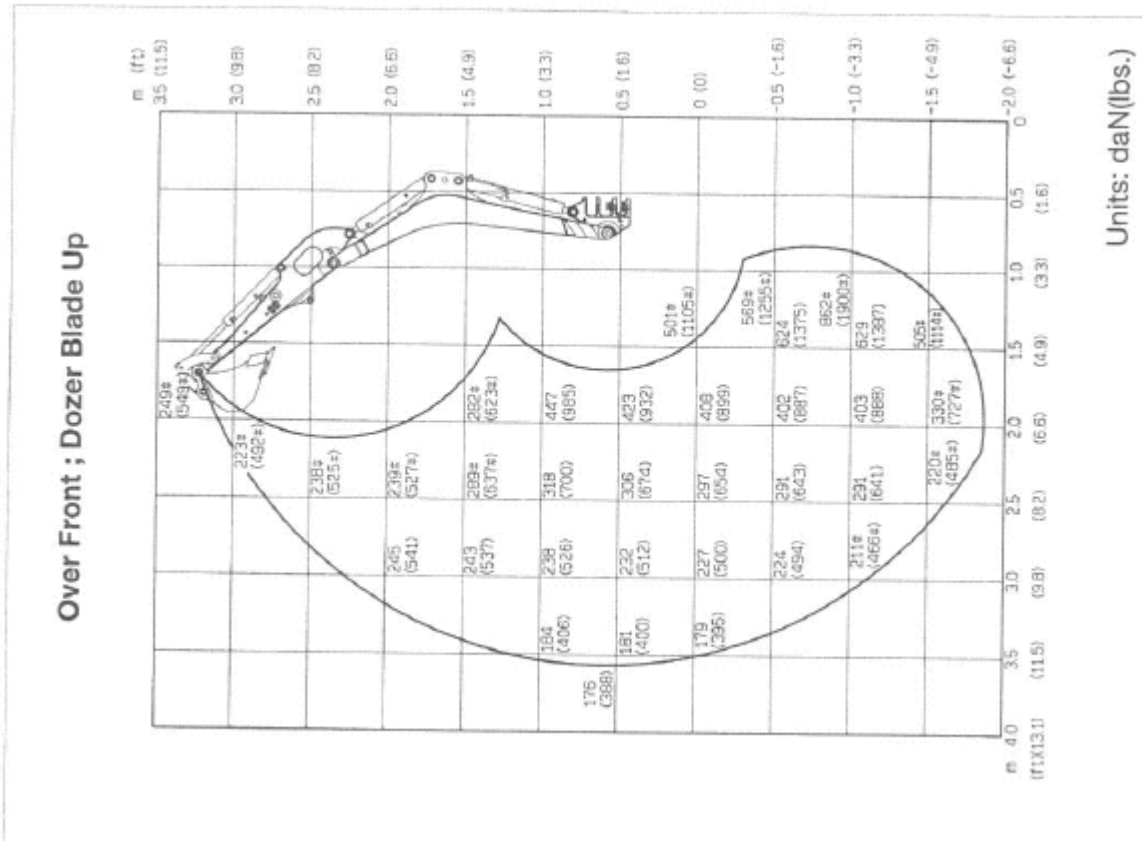 Over Front ; Dozer Blade Up
m (ft)
3.5 (11.5)
249# 
(549#)
3.0 (9.8)
223#
(492#)
2.5 (8.2)
238#
(525#)
2.0 (6.6)
245 239#
(541) (527#)
1.5 (4.9)
243 289# 282#
(537) (637#) (623#)
1.0 (3.3)
184 238 318 447
(406) (526) (700) (985)
0.5 (1.6)
176
(388)
181 232 306 423
(400) (512) (674) (932)
0 (0)
501#
(1105#)
179 227 297 408
(395) (500) (654) (899)
-0.5 (-1.6)
569#
(1255#)
224 291 402 624
(494) (643) (887) (1375)
-1.0 (-3.3)
862#
(1900#)
211# 291 403 629
(466#) (641) (888) (1387)
-1.5 (-4.9)
220# 330# 505#
(485#) (727#) (1114#)
-2.0 (-6.6)
m 4.0 3.5 3.0 2.5 2.0 1.5 1.0 0.5 0
(ft)(13.1) (11.5) (9.8) (8.2) (6.6) (4.9) (3.3) (1.6)
Units: daN(lbs.)